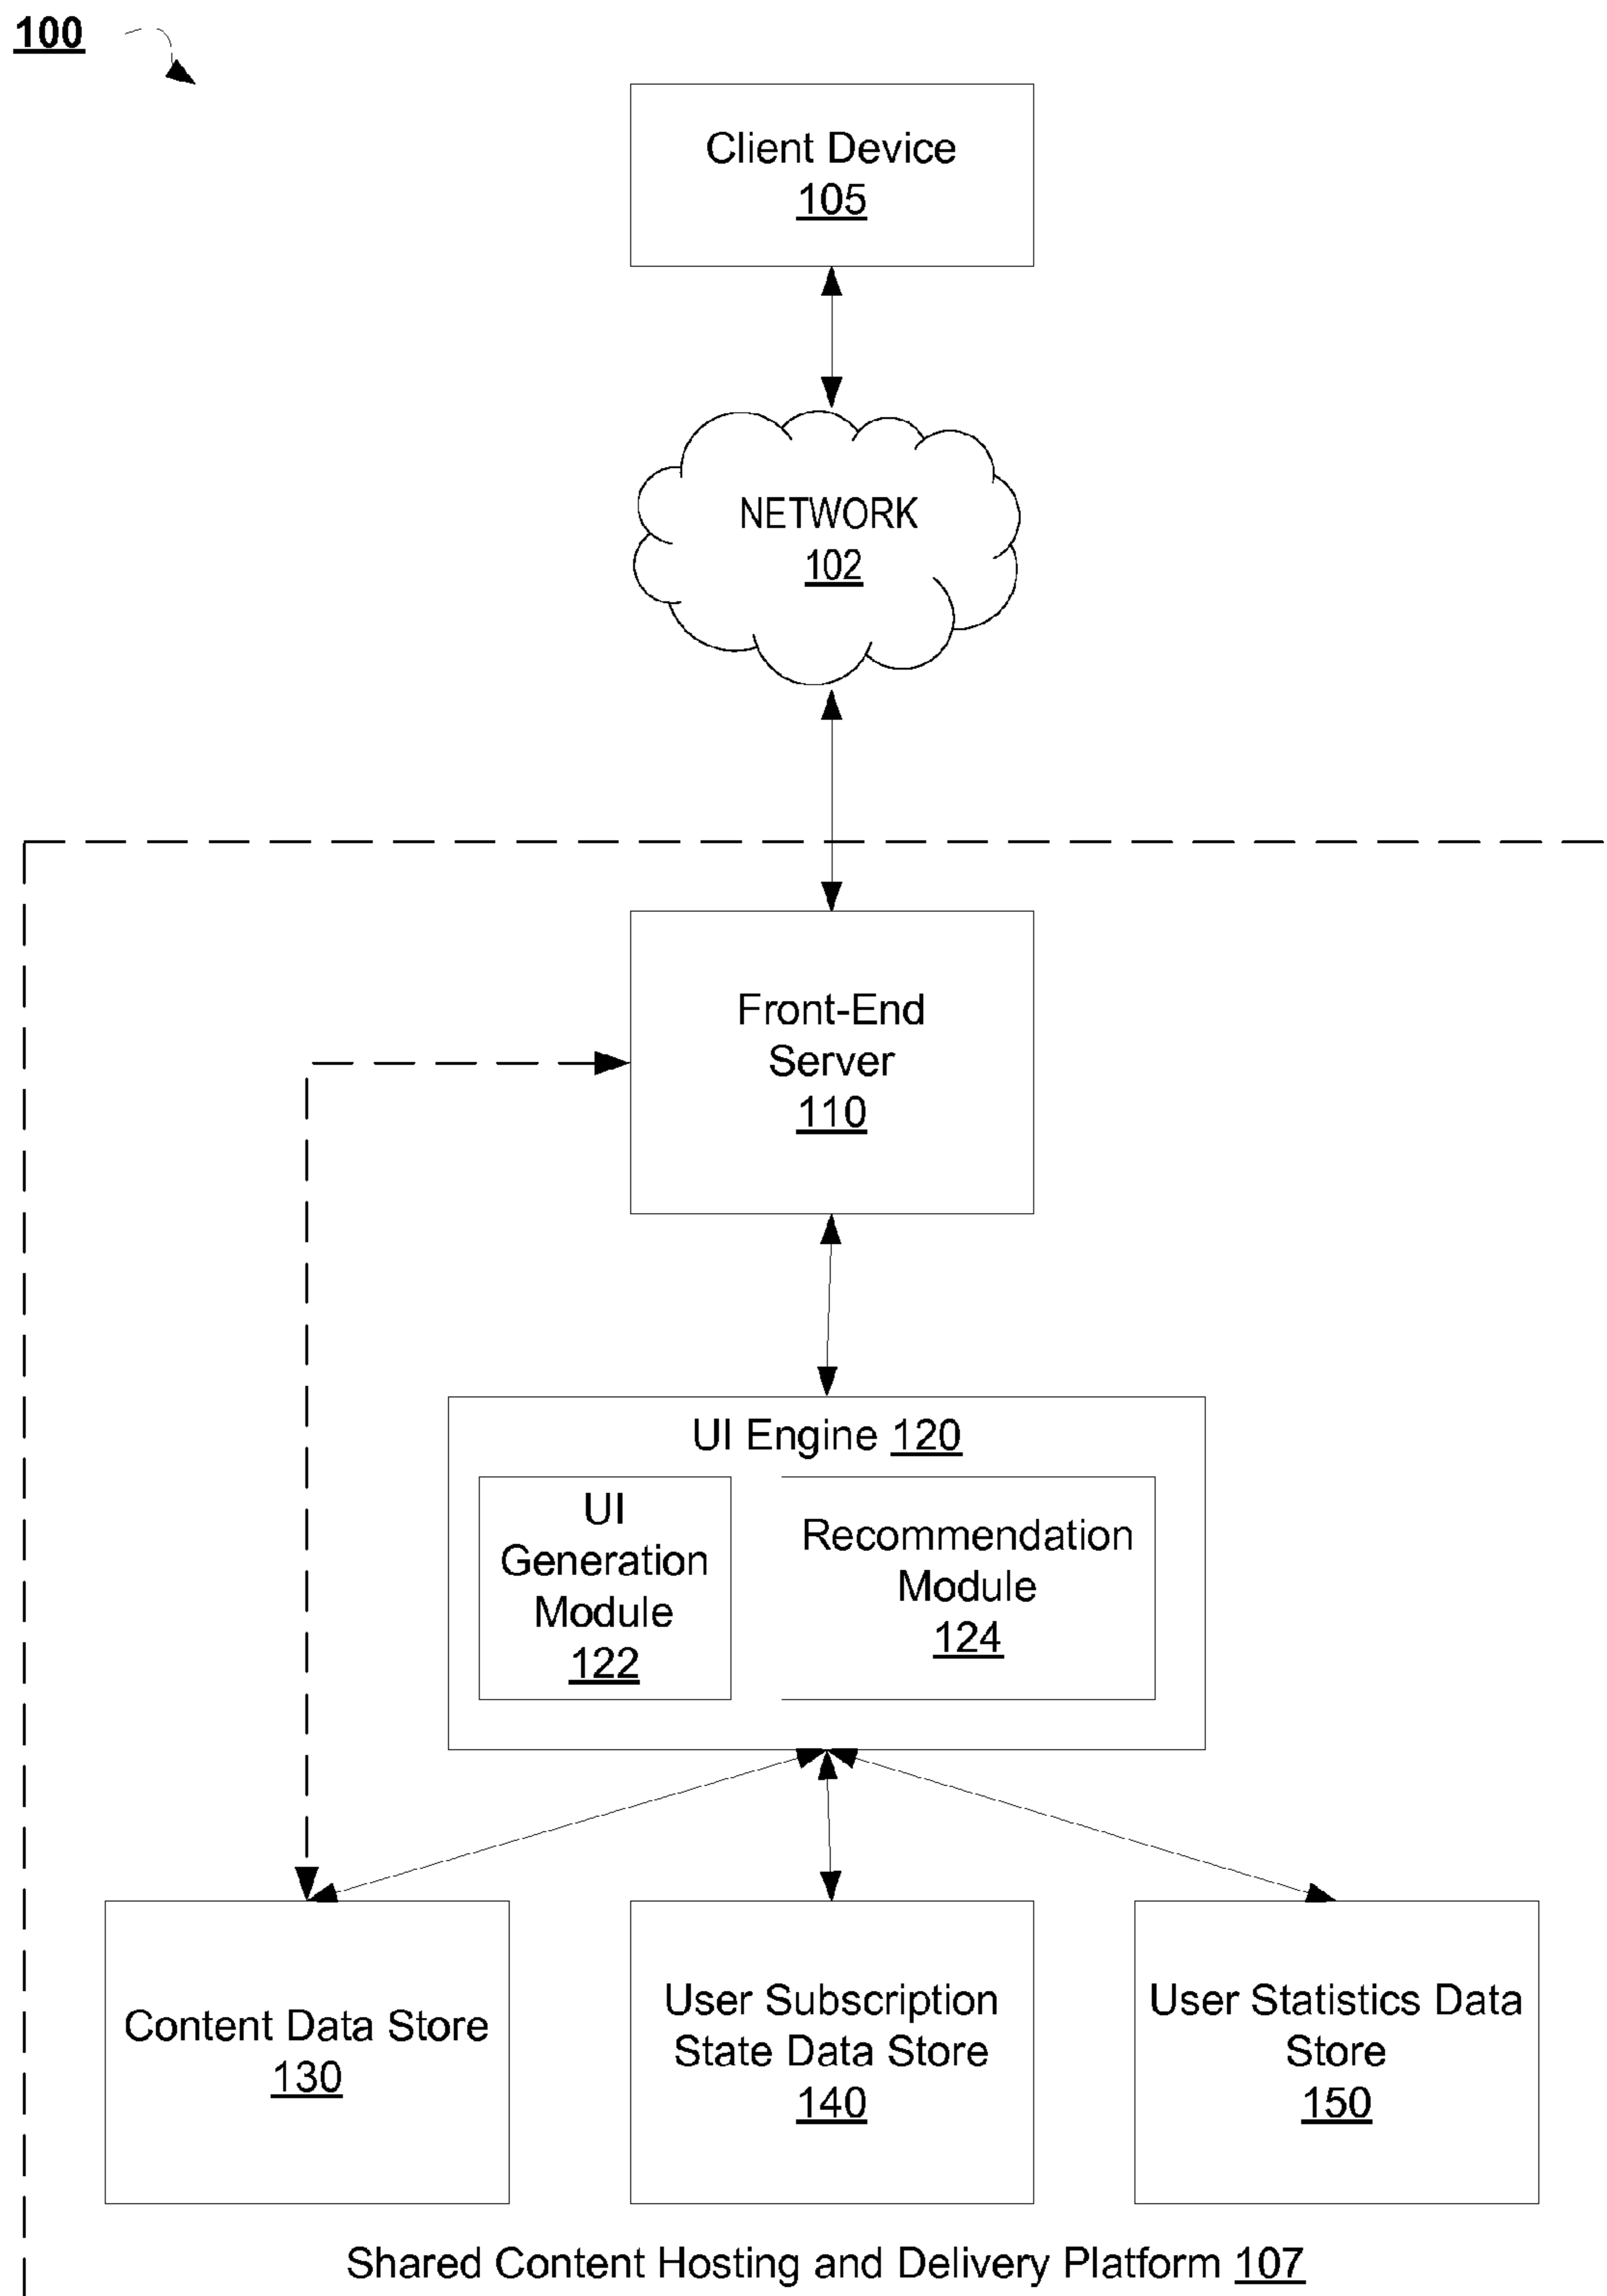 100
Client Device
105
NETWORK
102
Front-End
Server
110
UI Engine 120
UI
Generation
Module
122
Recommendation
Module
124
Content Data Store
130
User Subscription
State Data Store
140
User Statistics Data
Store
150
Shared Content Hosting and Delivery Platform 107